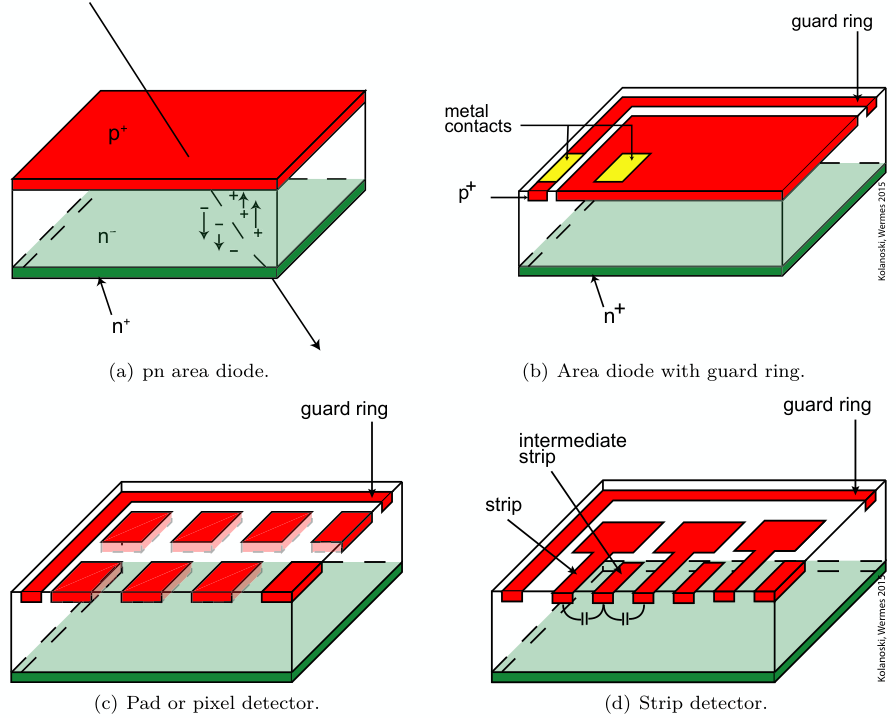 p+
n−
n+
(a) pn area diode.
guard ring
metal
contacts
p+
n+
Kolanoski, Wermes 2015
(b) Area diode with guard ring.
guard ring
(c) Pad or pixel detector.
guard ring
intermediate
strip
strip
Kolanoski, Wermes 2015
(d) Strip detector.